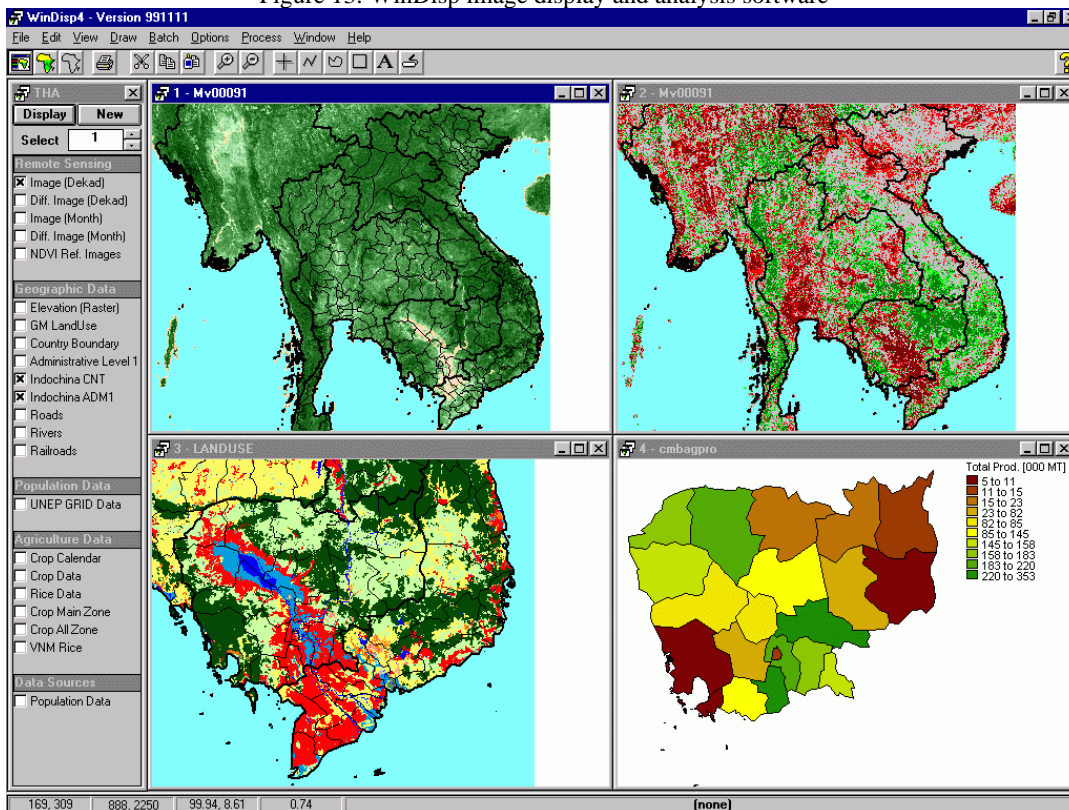 Figure 13: WinDisp image display and analysis software
WinDisp4 - Version 991111
File Edit View Draw Batch Options Process Window Help
A
?
THA
Display New
Select 1
Remote Sensing
Image (Dekad)
Diff. Image (Dekad)
Image (Month)
Diff. Image (Month)
NDVI Ref. Images
Geographic Data
Elevation (Raster)
GM LandUse
Country Boundary
Administrative Level 1
Indochina CNT
Indochina ADM1
Roads
Rivers
Railroads
Population Data
UNEP GRID Data
Agriculture Data
Crop Calendar
Crop Data
Rice Data
Crop Main Zone
Crop All Zone
VNM Rice
Data Sources
Population Data
1 - Mv00091
2 - Mv00091
3 - LANDUSE
4 - cmbagpro
Total Prod. [000 MT]
5 to 11
11 to 15
15 to 23
23 to 82
82 to 85
85 to 145
145 to 158
158 to 183
183 to 220
220 to 353
169, 309 888, 2250 99.94, 8.61 0.74 (none)